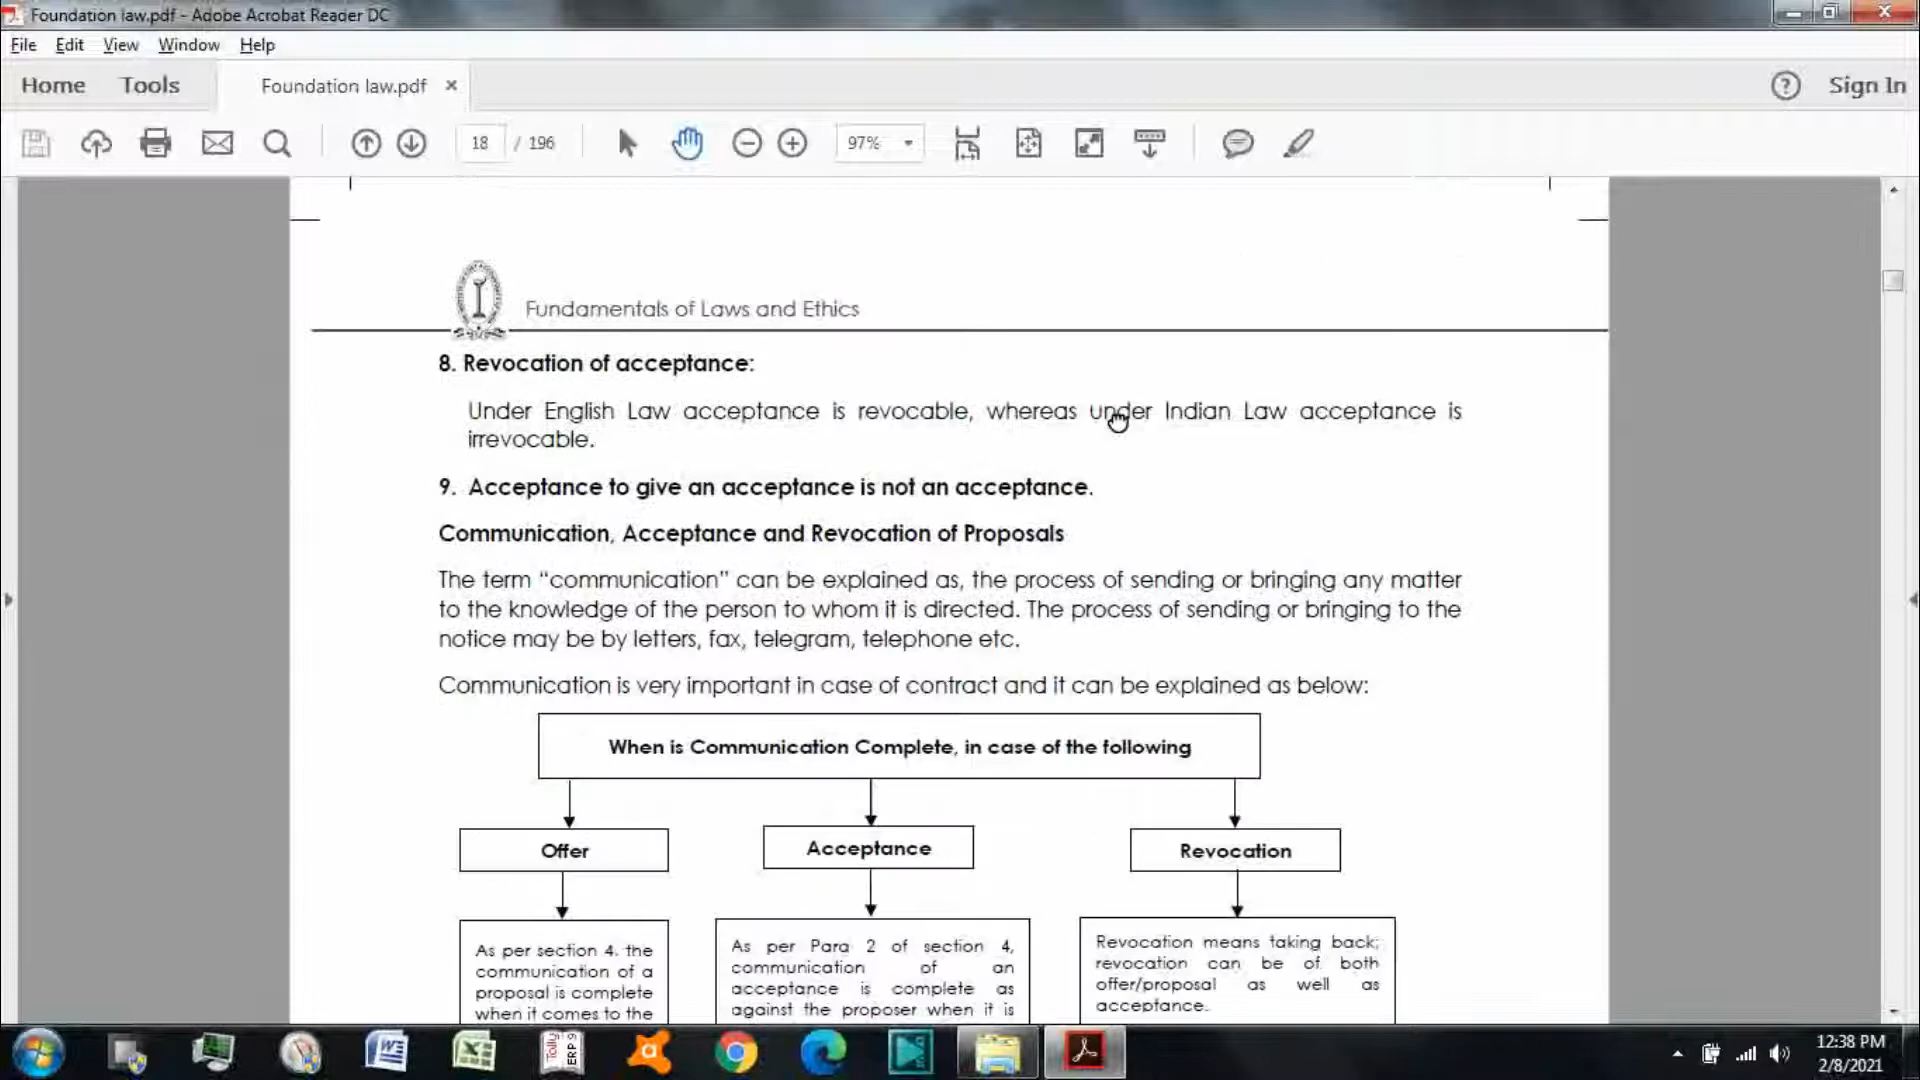 Foundation law.pdf - Adobe Acrobat Reader DC
File Edit View Window Help
Home Tools Foundation law.pdf × ? Sign In
18 / 196 97%
Fundamentals of Laws and Ethics
8. Revocation of acceptance:
Under English Law acceptance is revocable, whereas under Indian Law acceptance is
irrevocable.
9. Acceptance to give an acceptance is not an acceptance.
Communication, Acceptance and Revocation of Proposals
The term “communication” can be explained as, the process of sending or bringing any matter
to the knowledge of the person to whom it is directed. The process of sending or bringing to the
notice may be by letters, fax, telegram, telephone etc.
Communication is very important in case of contract and it can be explained as below:
When is Communication Complete, in case of the following
Offer
Acceptance
Revocation
As per section 4. the
communication of a
proposal is complete
when it comes to the
As per Para 2 of section 4,
communication of an
acceptance is complete as
against the proposer when it is
Revocation means taking back;
revocation can be of both
offer/proposal as well as
acceptance.
Tally
ERP 9
12:38 PM
2/8/2021